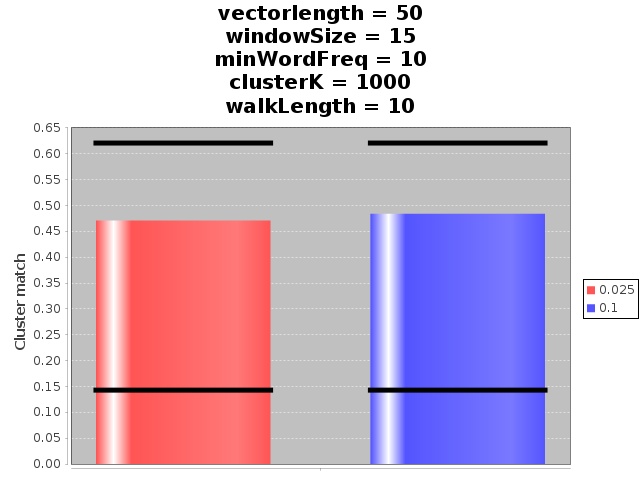 vectorlength = 50
windowSize = 15
minWordFreq = 10
clusterK = 1000
walkLength = 10
0.65
0.60
0.55
0.50
0.45
0.40
0.35
0.30
0.25
0.20
0.15
0.10
0.05
0.00
Cluster match
0.025
0.1